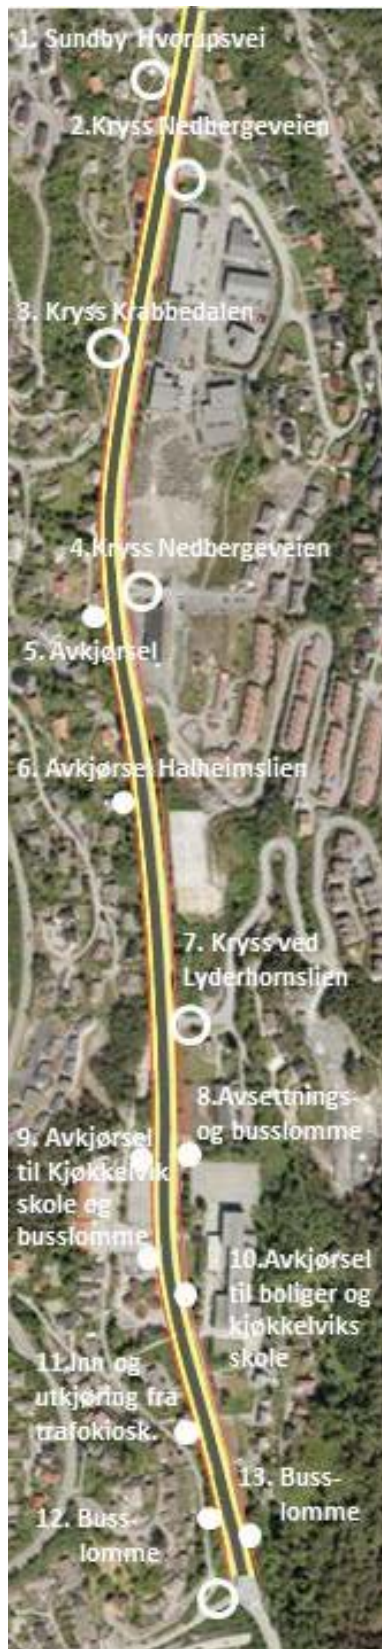 1. Sundby Hvorupsvei
2.Kryss Nedbergeveien
3. Kryss Krabbedalen
4.Kryss Nedbergeveien
5. Avkjørsel
6. Avkjørsel Halheimslien
7. Kryss ved
Lyderhornslien
8.Avsettnings-
og busslomme
9. Avkjørsel
til Kjøkkelvik
skole og
busslomme
10.Avkjørsel
til boliger og
kjøkkelviks
skole
11.Inn og
utkjøring fra
trafokiosk.
12. Buss-
lomme
13. Buss-
lomme